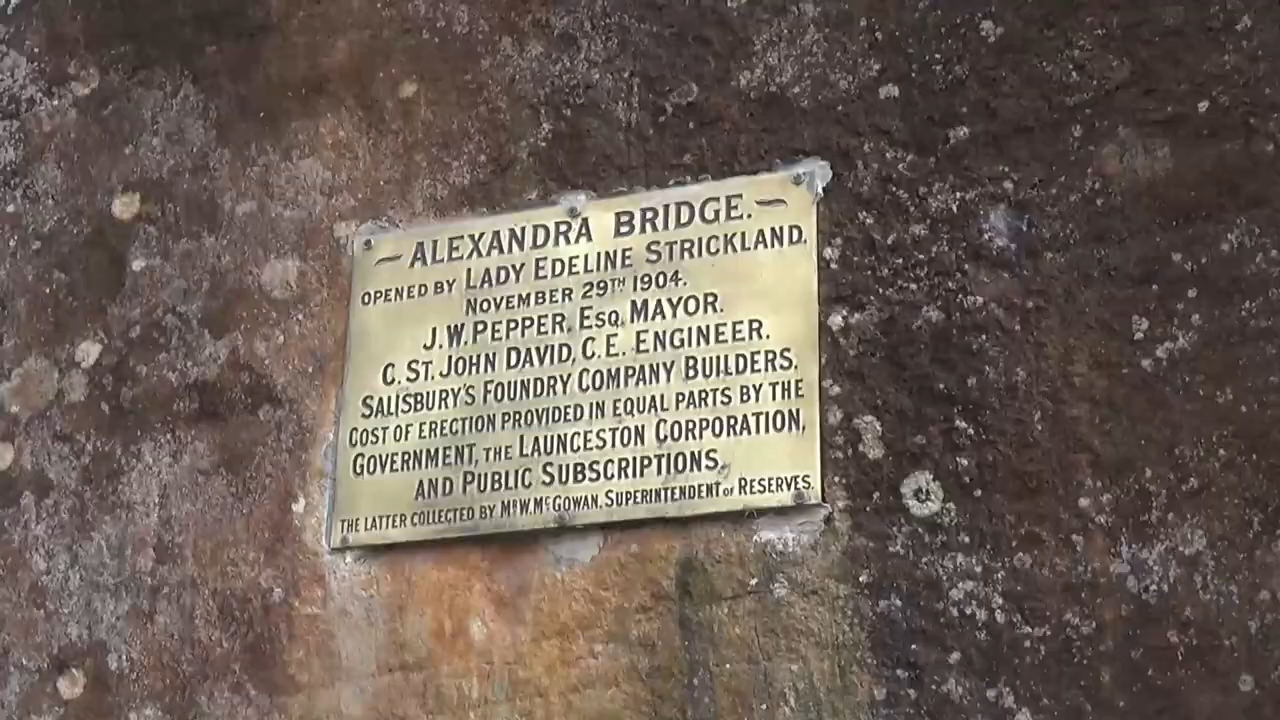 ~ALEXANDRA BRIDGE.~
OPENED BY LADY EDELINE STRICKLAND.
NOVEMBER 29TH 1904.
J.W. PEPPER. ESQ. MAYOR.
C. ST. JOHN DAVID, C.E. ENGINEER.
SALISBURY'S FOUNDRY COMPANY BUILDERS.
COST OF ERECTION PROVIDED IN EQUAL PARTS BY THE
GOVERNMENT, THE LAUNCESTON CORPORATION,
AND PUBLIC SUBSCRIPTIONS,
THE LATTER COLLECTED BY MR W. MCGOWAN. SUPERINTENDENT OF RESERVES.